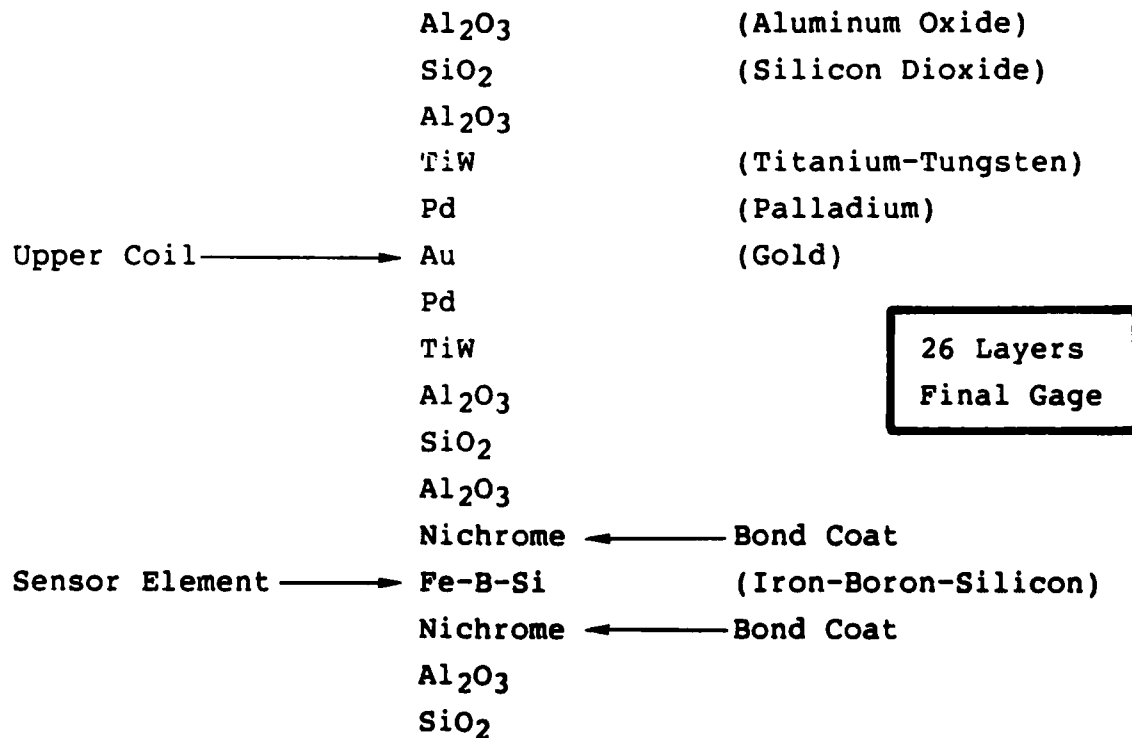 Al2O3 (Aluminum Oxide)
SiO2 (Silicon Dioxide)
Al2O3
TiW (Titanium-Tungsten)
Pd (Palladium)
Upper Coil Au (Gold)
Pd
TiW
26 Layers
Final Gage
Al2O3
SiO2
Al2O3
Nichrome Bond Coat
Sensor Element Fe-B-Si (Iron-Boron-Silicon)
Nichrome Bond Coat
Al2O3
SiO2